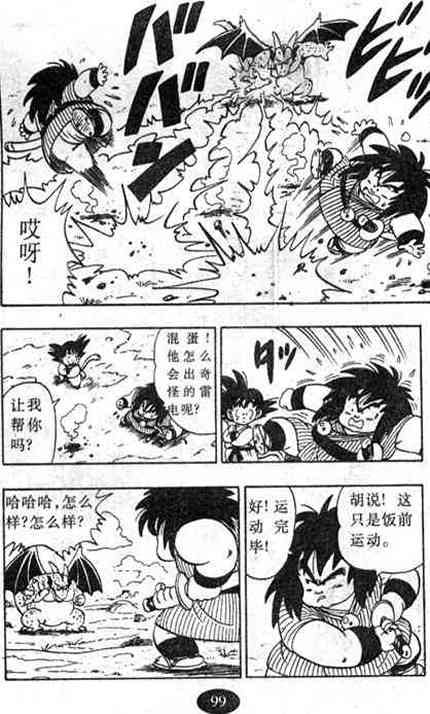 ビビビ
ババン
哎呀！
ダッ
混蛋！
他怎么
会出奇
怪的雷
电呢？
让我
帮你
吗？
胡说！这
只是饭前
运动。
好！运
动完
毕！
哈哈哈，怎么
样？怎么样？
99